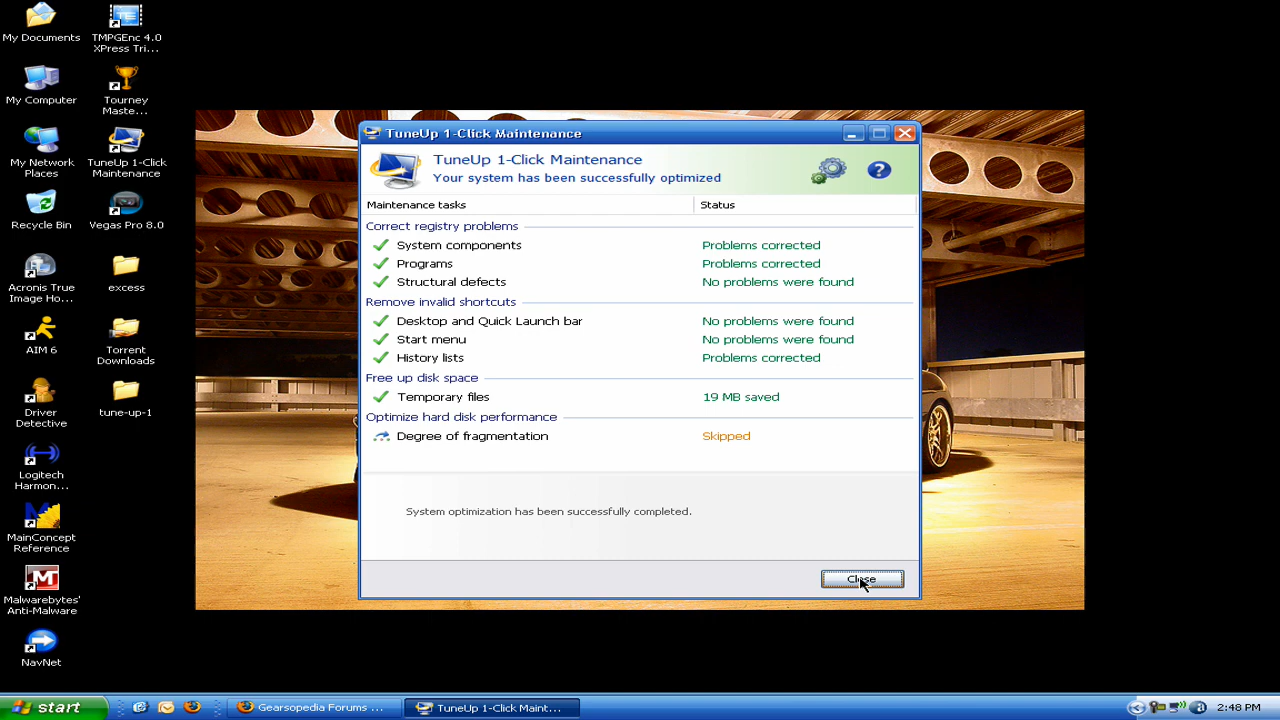 My Documents
TMPGEnc 4.0
XPress Tri...
My Computer
Tourney
Maste...
My Network
Places
TuneUp 1-Click
Maintenance
Recycle Bin
Vegas Pro 8.0
Acronis True
Image Ho...
excess
AIM 6
Torrent
Downloads
Driver
Detective
tune-up-1
Logitech
Harmon...
MainConcept
Reference
Malwarebytes'
Anti-Malware
NavNet
TuneUp 1-Click Maintenance
TuneUp 1-Click Maintenance
Your system has been successfully optimized
Maintenance tasks Status
Correct registry problems
System components Problems corrected
Programs Problems corrected
Structural defects No problems were found
Remove invalid shortcuts
Desktop and Quick Launch bar No problems were found
Start menu No problems were found
History lists Problems corrected
Free up disk space
Temporary files 19 MB saved
Optimize hard disk performance
Degree of fragmentation Skipped
System optimization has been successfully completed.
Close
start
Gearsopedia Forums ...
TuneUp 1-Click Maint...
2:48 PM